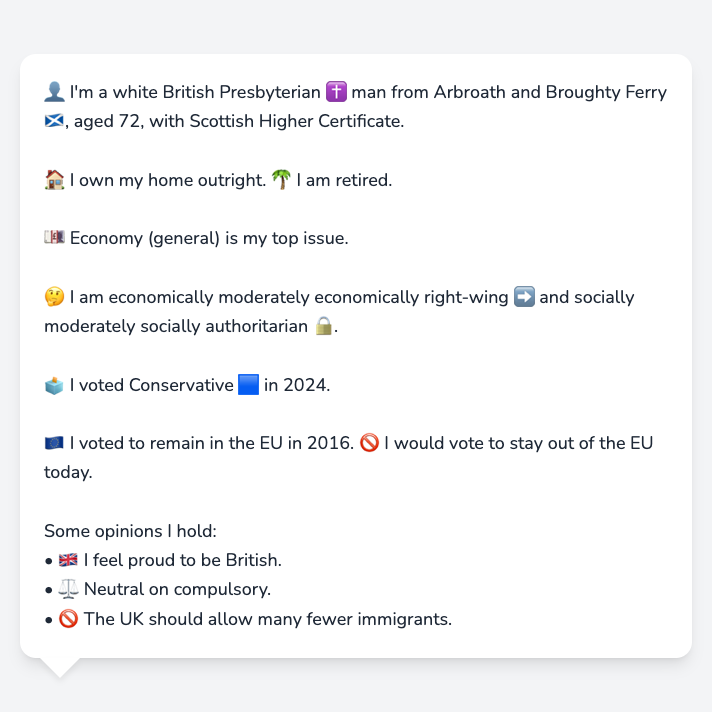 👤 I'm a white British Presbyterian ✝️ man from Arbroath and Broughty Ferry
🏴󠁧󠁢󠁳󠁣󠁴󠁿, aged 72, with Scottish Higher Certificate.
🏠 I own my home outright. 🌴 I am retired.
💷 Economy (general) is my top issue.
🤔 I am economically moderately economically right-wing ➡️ and socially
moderately socially authoritarian 🔒.
🗳️ I voted Conservative 🟦 in 2024.
🇪🇺 I voted to remain in the EU in 2016. 🚫 I would vote to stay out of the EU
today.
Some opinions I hold:
• 🇬🇧 I feel proud to be British.
• ⚖️ Neutral on compulsory.
• 🚫 The UK should allow many fewer immigrants.